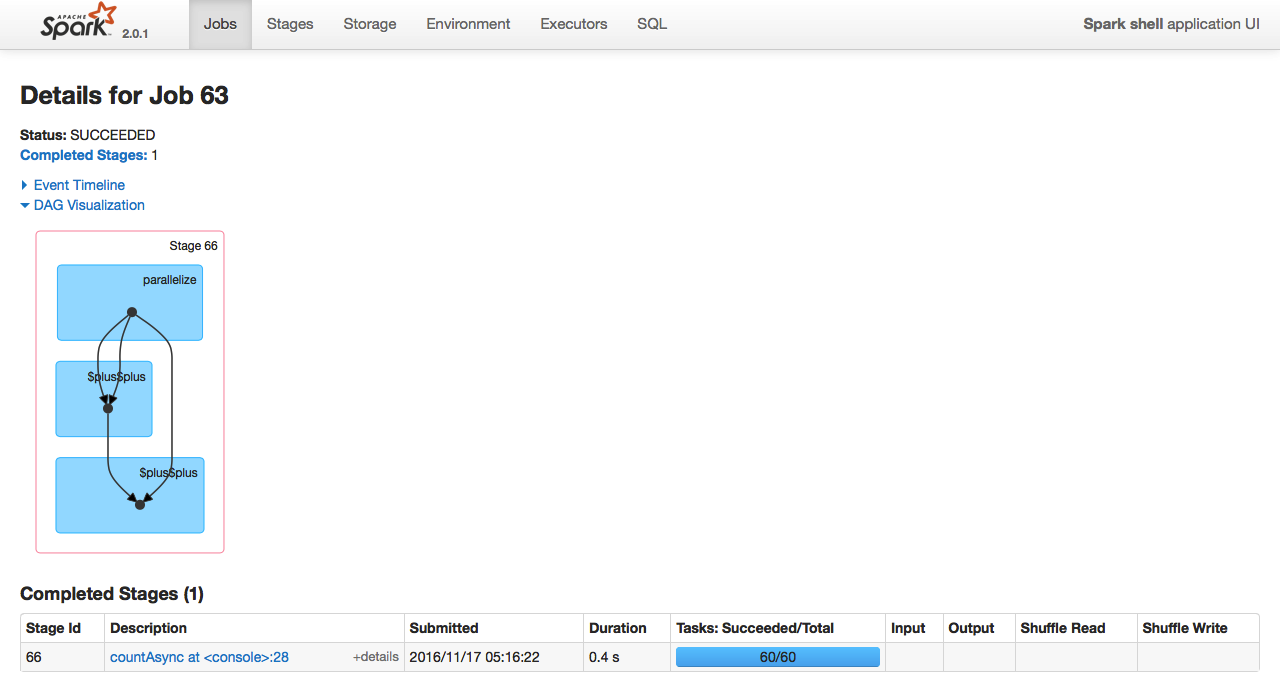 APACHE
Spark 2.0.1 Jobs Stages Storage Environment Executors SQL Spark shell application UI
Details for Job 63
Status: SUCCEEDED
Completed Stages: 1
Event Timeline
DAG Visualization
Stage 66
parallelize
$plus$plus
$plus$plus
Completed Stages (1)
Stage Id Description Submitted Duration Tasks: Succeeded/Total Input Output Shuffle Read Shuffle Write
66 countAsync at <console>:28 +details 2016/11/17 05:16:22 0.4 s 60/60